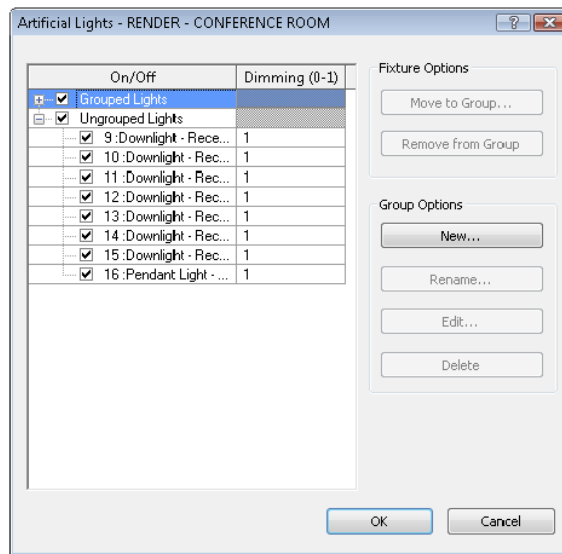 Artificial Lights - RENDER - CONFERENCE ROOM
On/Off Dimming (0-1)
Grouped Lights
Ungrouped Lights
9 :Downlight - Rece... 1
10 :Downlight - Rec... 1
11 :Downlight - Rec... 1
12 :Downlight - Rec... 1
13 :Downlight - Rec... 1
14 :Downlight - Rec... 1
15 :Downlight - Rec... 1
16 :Pendant Light - ... 1
Fixture Options
Move to Group...
Remove from Group
Group Options
New...
Rename...
Edit...
Delete
OK Cancel